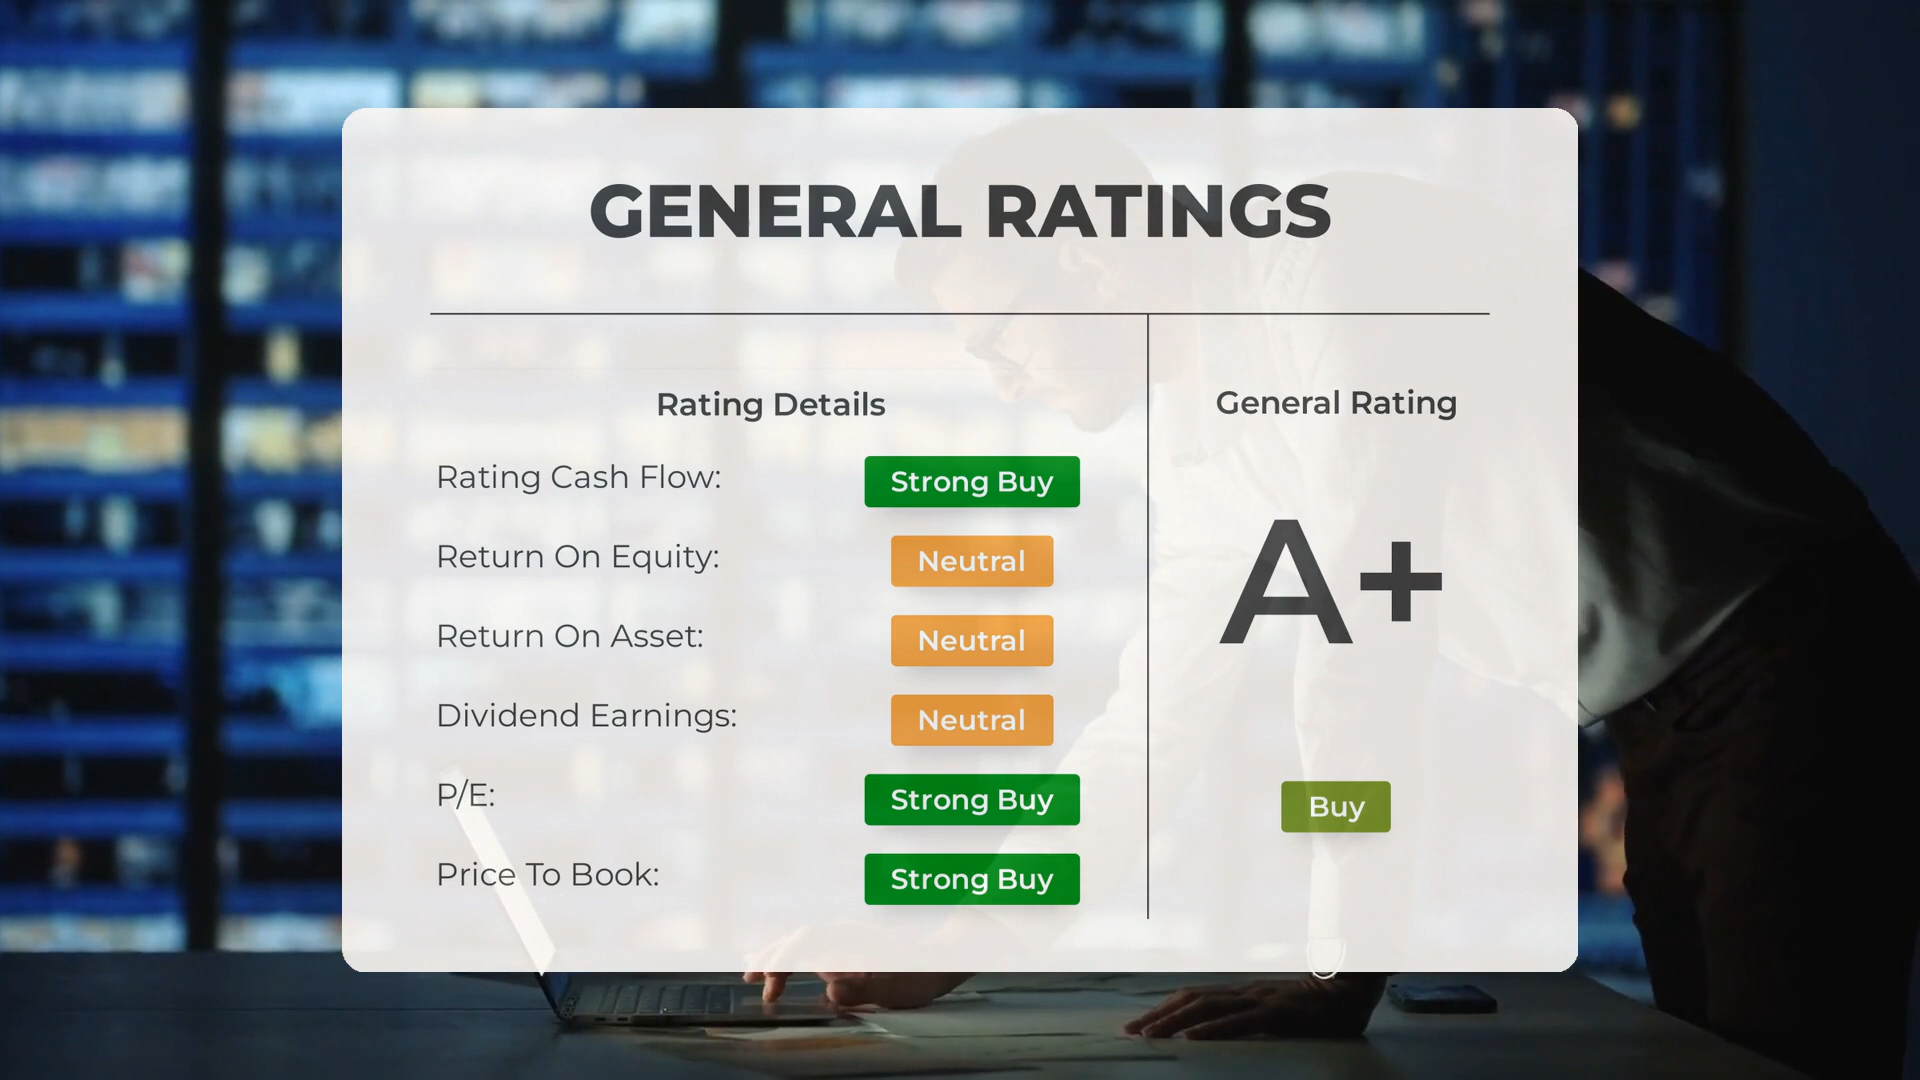 GENERAL RATINGS
Rating Details
Rating Cash Flow: Strong Buy
Return On Equity: Neutral
Return On Asset: Neutral
Dividend Earnings: Neutral
P/E: Strong Buy
Price To Book: Strong Buy
General Rating
A+
Buy